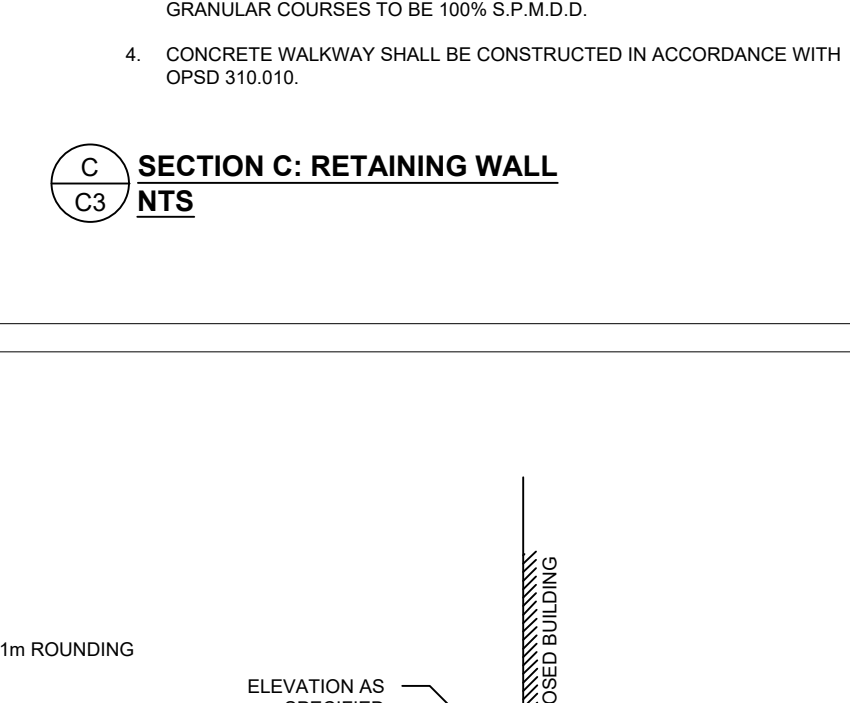 GRANULAR COURSES TO BE 100% S.P.M.D.D.
4. CONCRETE WALKWAY SHALL BE CONSTRUCTED IN ACCORDANCE WITH
OPSD 310.010.
C
C3
SECTION C: RETAINING WALL
NTS
1m ROUNDING
ELEVATION AS
SPECIFIED
OSED BUILDING